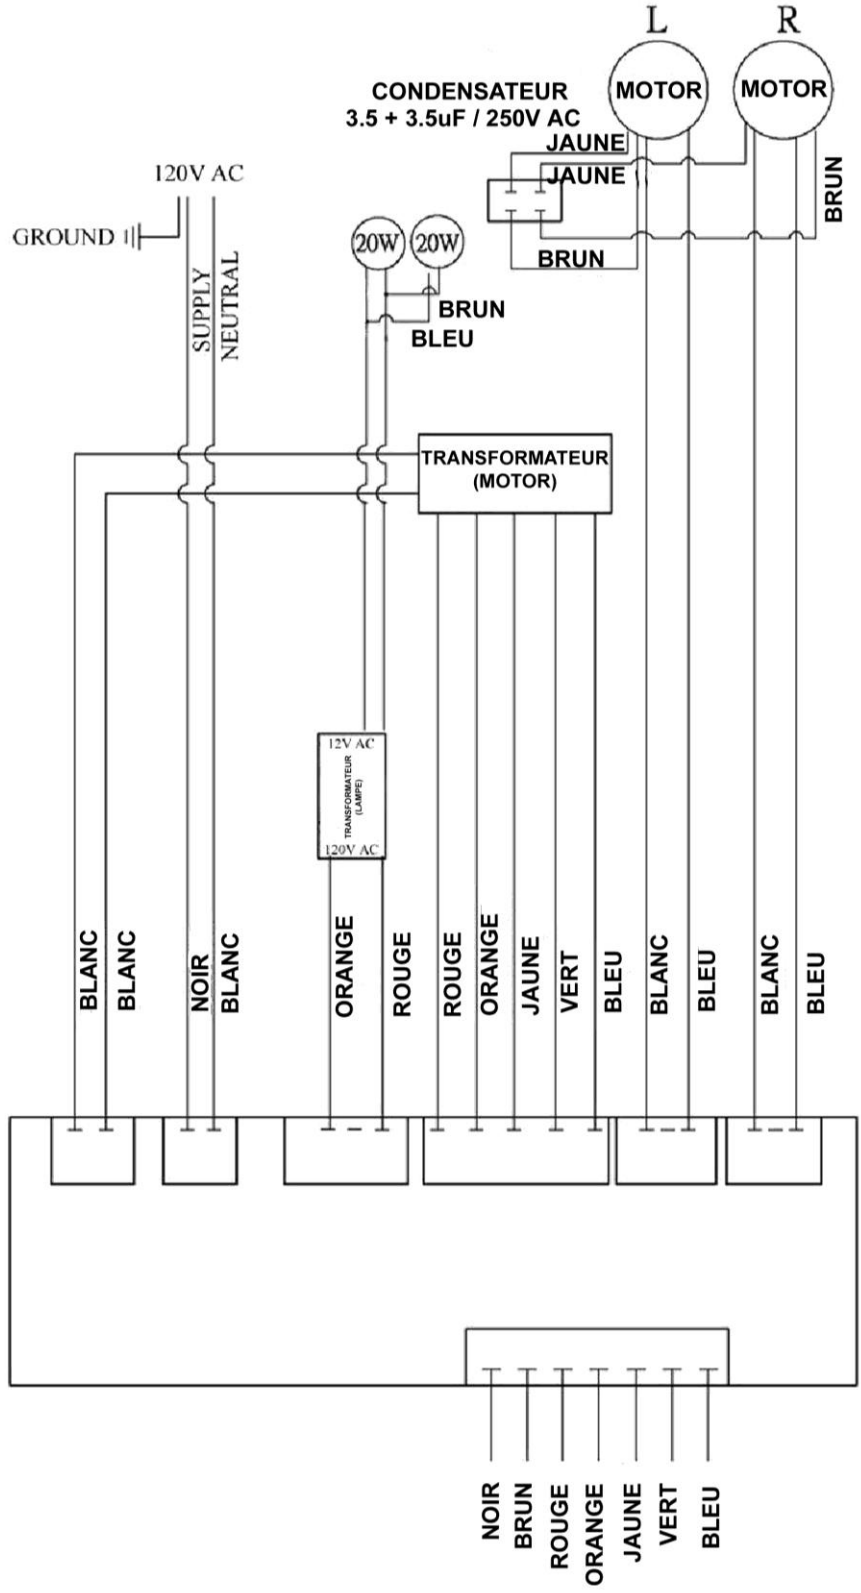 L R
MOTOR
MOTOR
CONDENSATEUR
3.5 + 3.5uF / 250V AC
JAUNE
JAUNE
BRUN
BRUN
120V AC
GROUND
SUPPLY
NEUTRAL
20W
20W
BRUN
BLEU
TRANSFORMATEUR
(MOTOR)
12V AC
TRANSFORMATEUR
(LAMPE)
120V AC
BLANC
BLANC
NOIR
BLANC
ORANGE
ROUGE
ROUGE
ORANGE
JAUNE
VERT
BLEU
BLANC
BLEU
BLANC
BLEU
NOIR
BRUN
ROUGE
ORANGE
JAUNE
VERT
BLEU